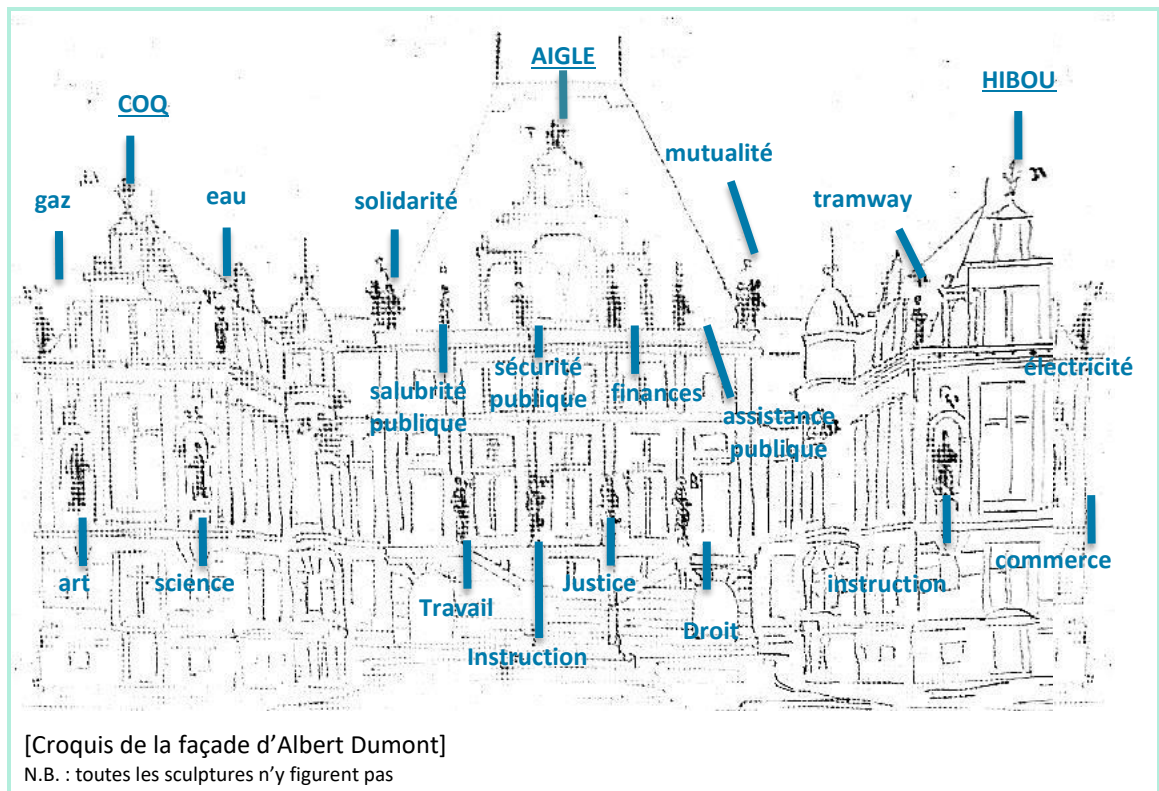 AIGLE
COQ
HIBOU
mutualité
gaz
eau
solidarité
tramway
salubrité
publique
sécurité
publique
finances
assistance
publique
électricité
art
science
Travail
Instruction
Justice
Droit
instruction
commerce
B
[Croquis de la façade d’Albert Dumont]
N.B. : toutes les sculptures n’y figurent pas